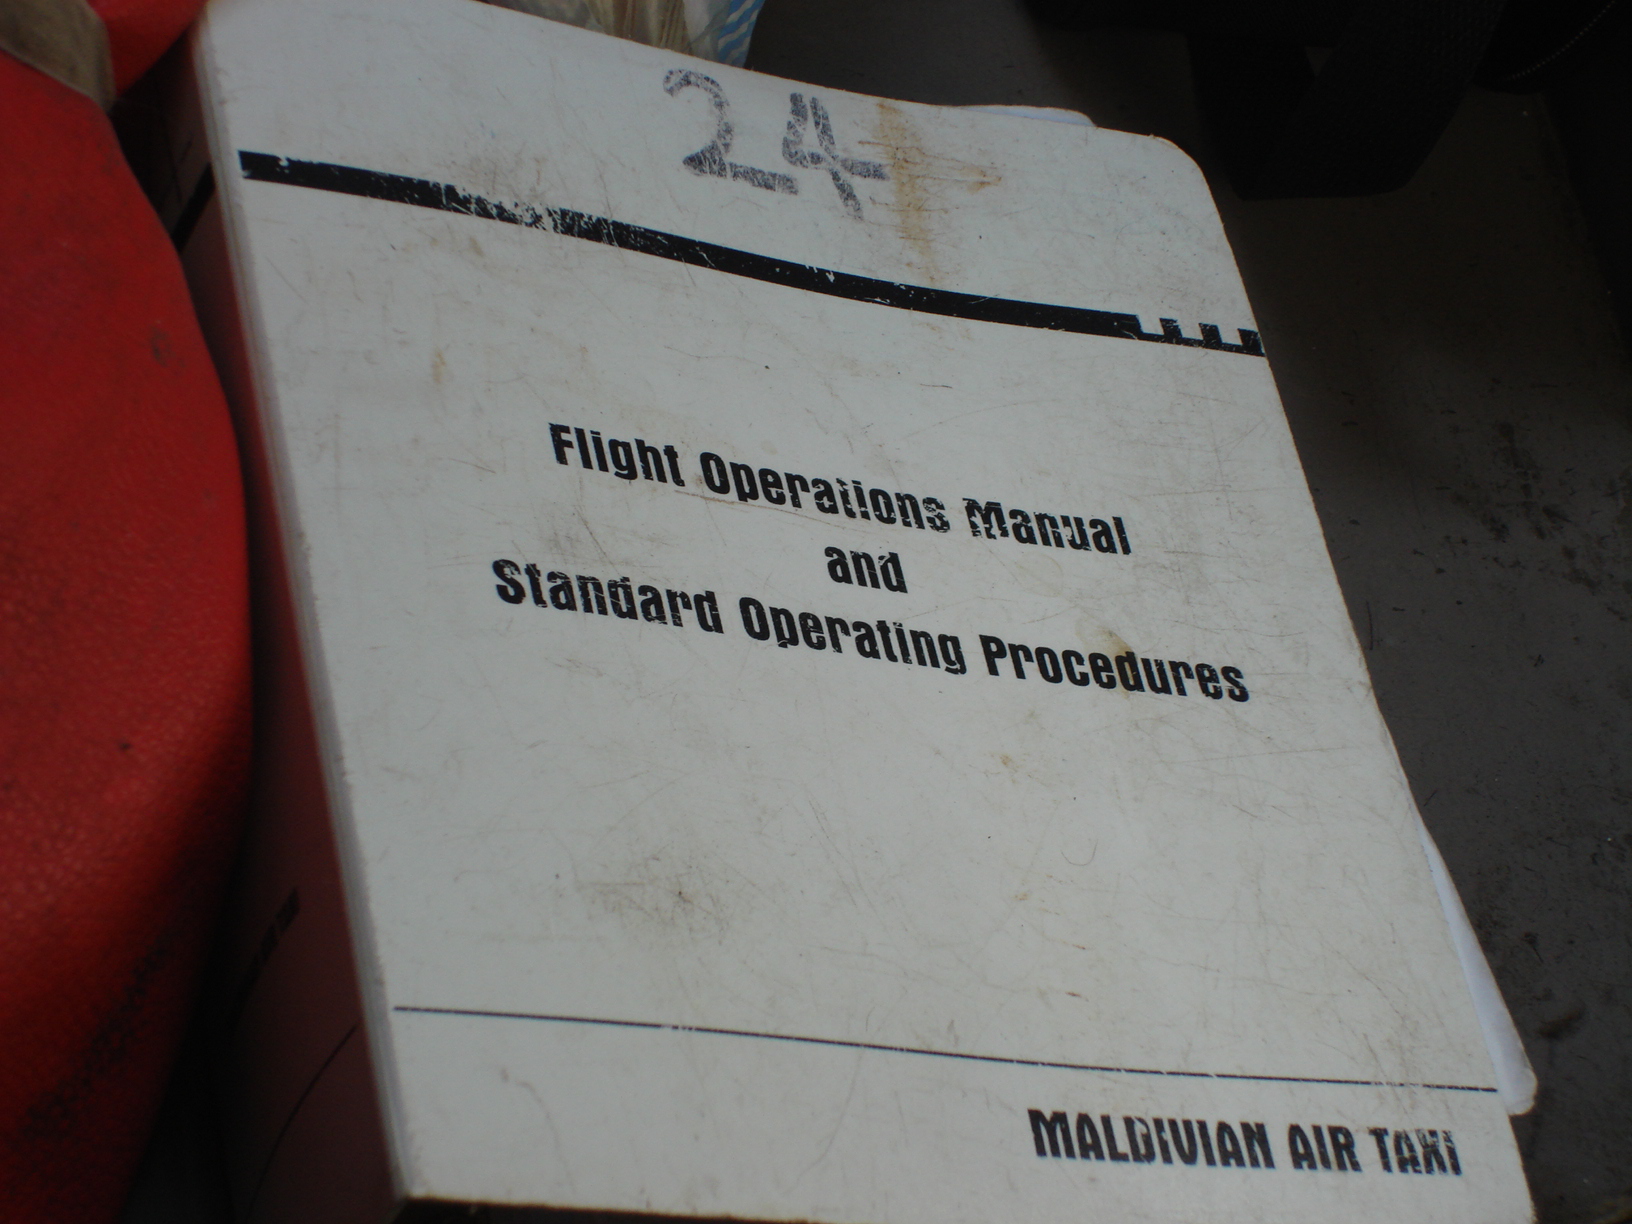 24
Flight Operations Manual
and
Standard Operating Procedures
MALDIVIAN AIR TAXI